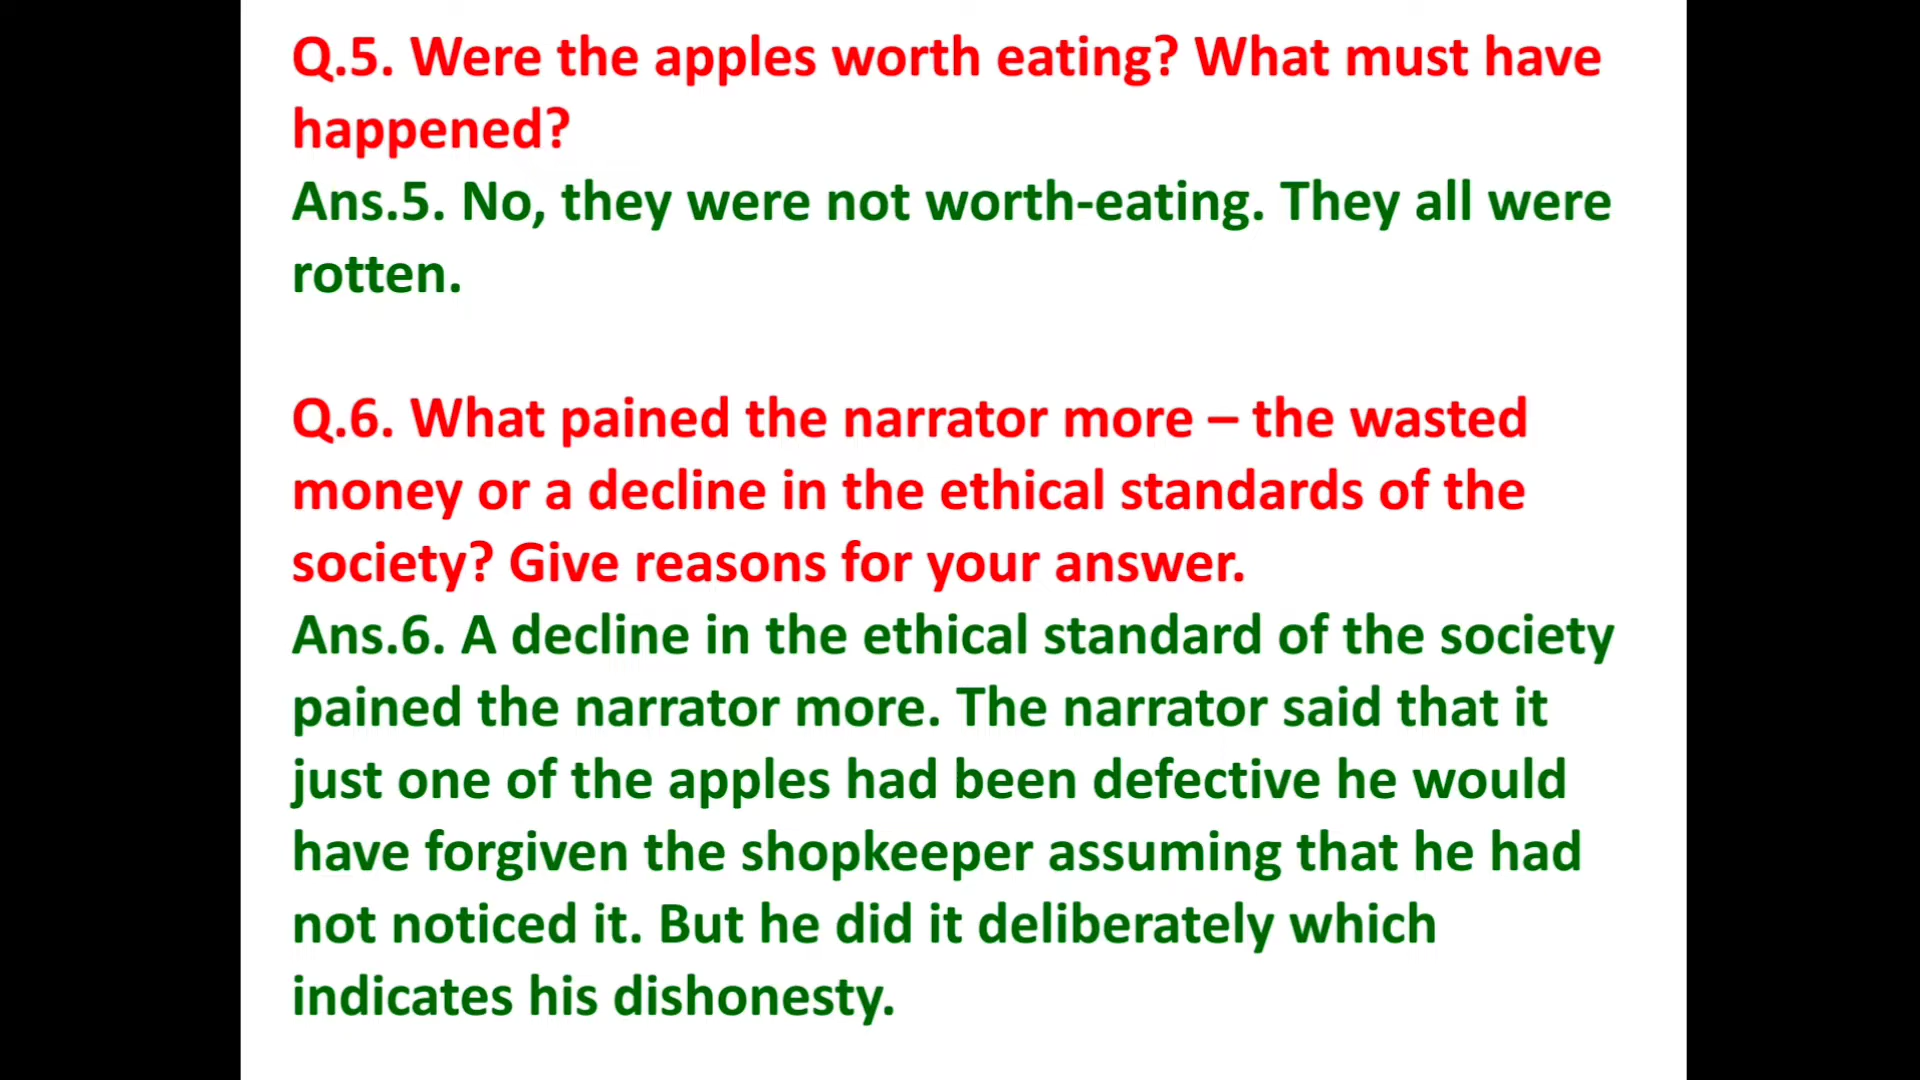 Q.5. Were the apples worth eating? What must have
happened?
Ans.5. No, they were not worth-eating. They all were
rotten.
Q.6. What pained the narrator more – the wasted
money or a decline in the ethical standards of the
society? Give reasons for your answer.
Ans.6. A decline in the ethical standard of the society
pained the narrator more. The narrator said that it
just one of the apples had been defective he would
have forgiven the shopkeeper assuming that he had
not noticed it. But he did it deliberately which
indicates his dishonesty.